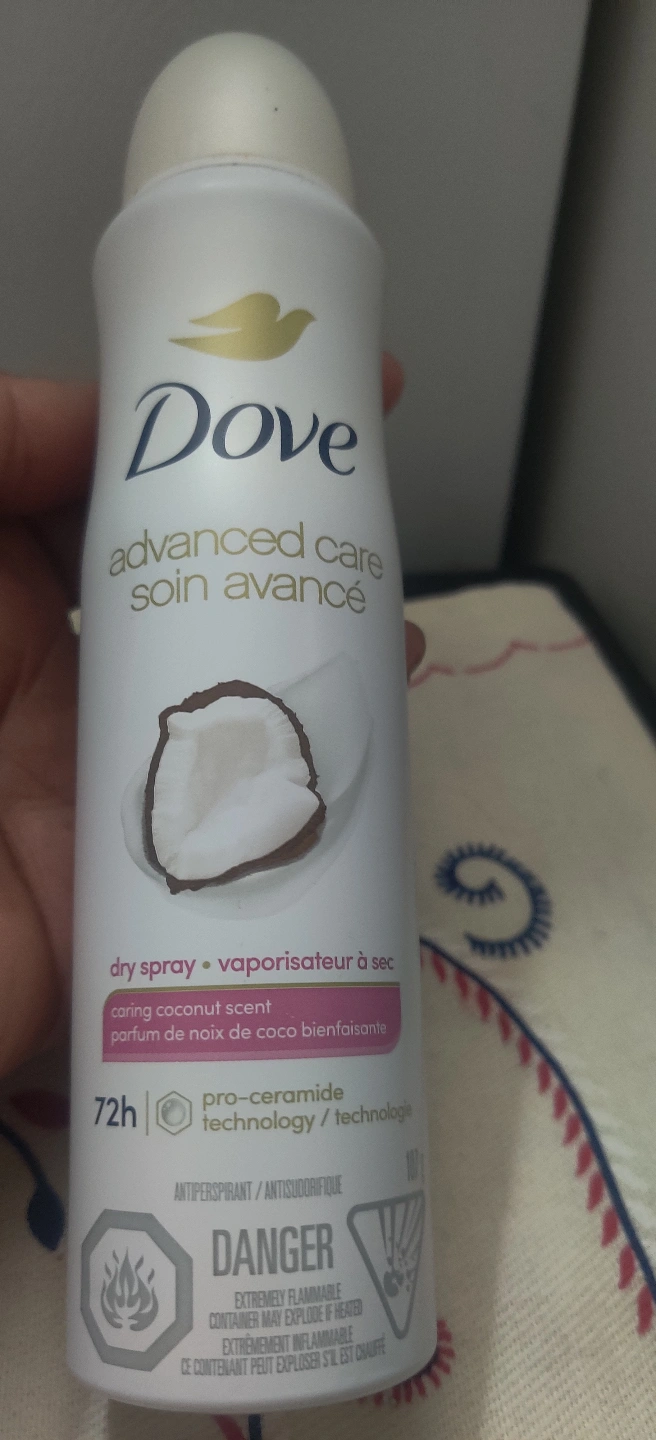 Dove
advanced care
soin avancé
dry spray • vaporisateur à sec
caring coconut scent
parfum de noix de coco bienfaisante
72h
pro-ceramide
technology / technologie
107 g
ANTIPERSPIRANT / ANTISUDORIFIQUE
DANGER
EXTREMELY FLAMMABLE
CONTAINER MAY EXPLODE IF HEATED
EXTRÊMEMENT INFLAMMABLE
CE CONTENANT PEUT EXPLOSER S'IL EST CHAUFFÉ